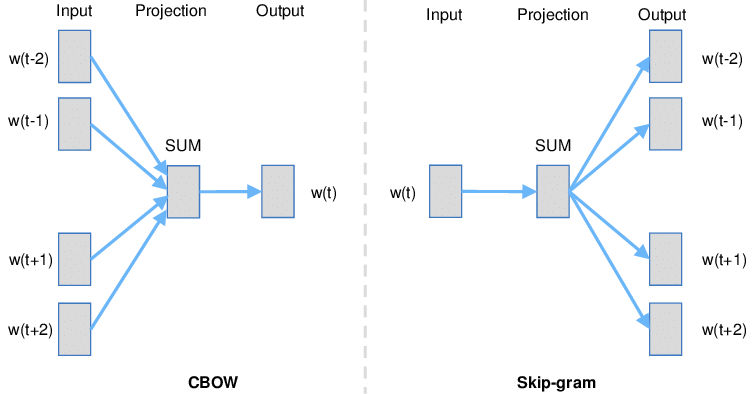 Input Projection Output
w(t-2)
w(t-1)
SUM
w(t)
w(t+1)
w(t+2)
CBOW
Input Projection Output
w(t-2)
w(t-1)
SUM
w(t)
w(t+1)
w(t+2)
Skip-gram